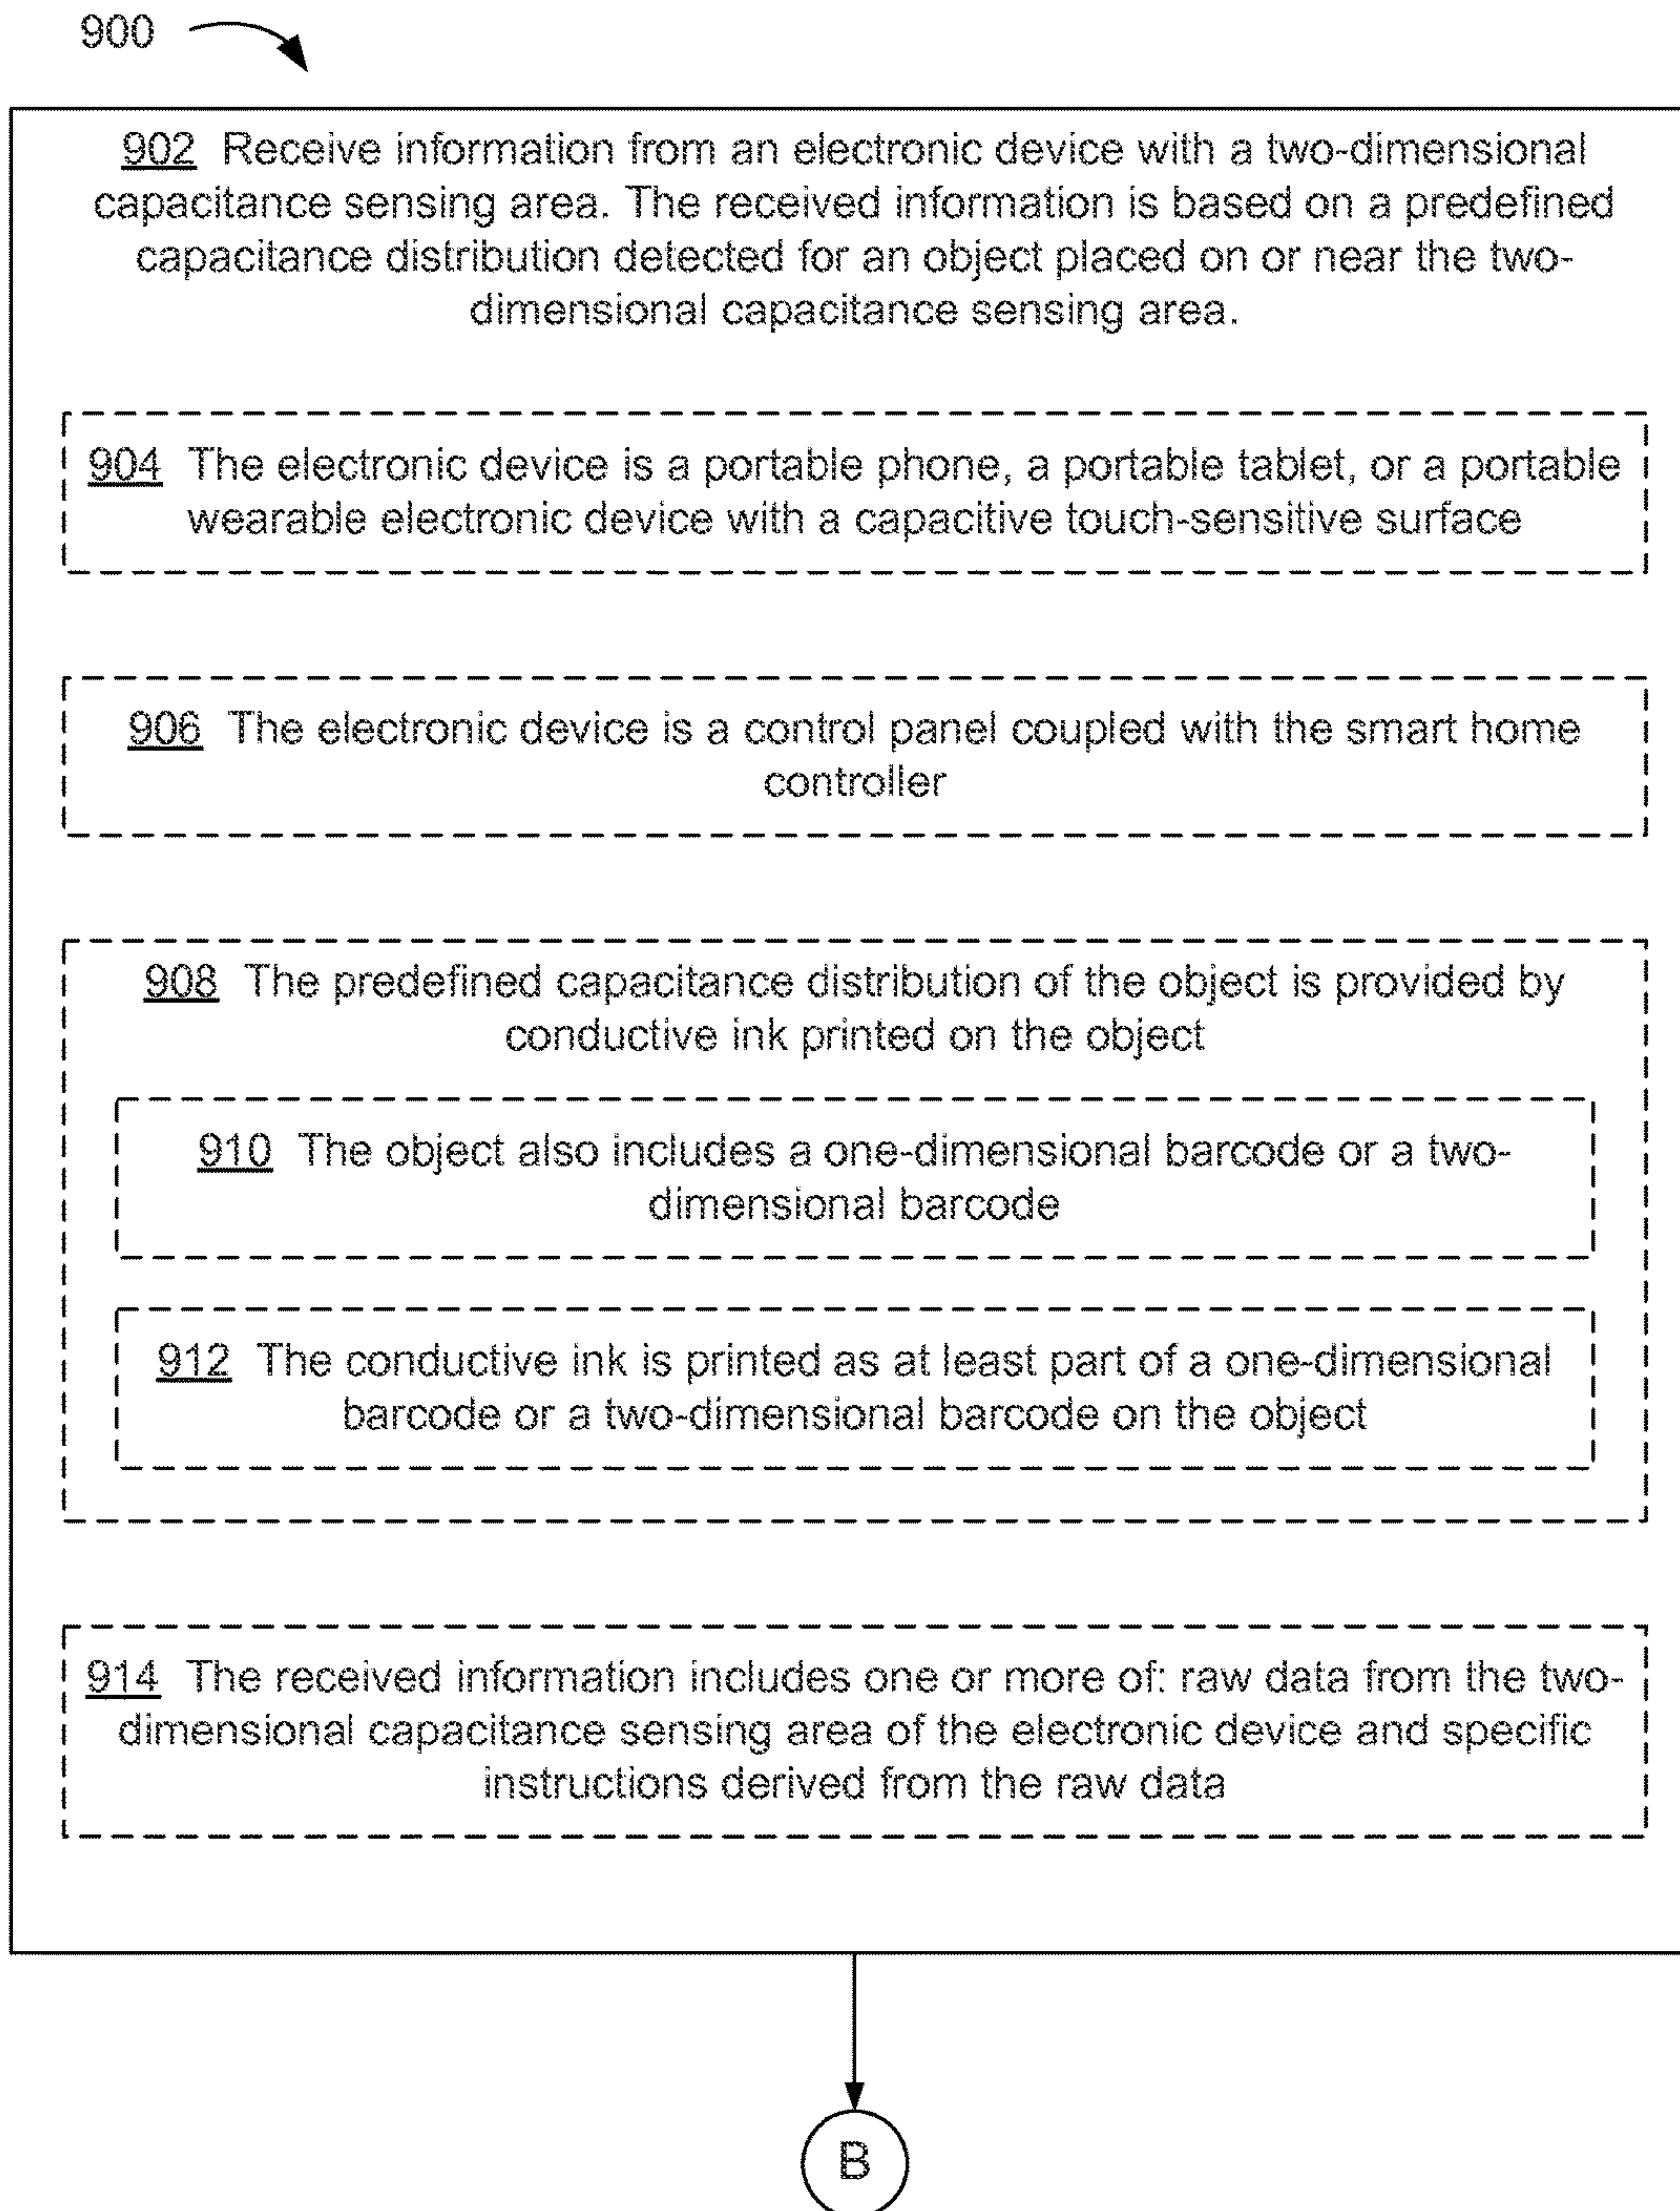 900
902 Receive information from an electronic device with a two-dimensional
capacitance sensing area. The received information is based on a predefined
capacitance distribution detected for an object placed on or near the two-
dimensional capacitance sensing area.
904 The electronic device is a portable phone, a portable tablet, or a portable
wearable electronic device with a capacitive touch-sensitive surface
906 The electronic device is a control panel coupled with the smart home
controller
908 The predefined capacitance distribution of the object is provided by
conductive ink printed on the object
910 The object also includes a one-dimensional barcode or a two-
dimensional barcode
912 The conductive ink is printed as at least part of a one-dimensional
barcode or a two-dimensional barcode on the object
914 The received information includes one or more of: raw data from the two-
dimensional capacitance sensing area of the electronic device and specific
instructions derived from the raw data
B